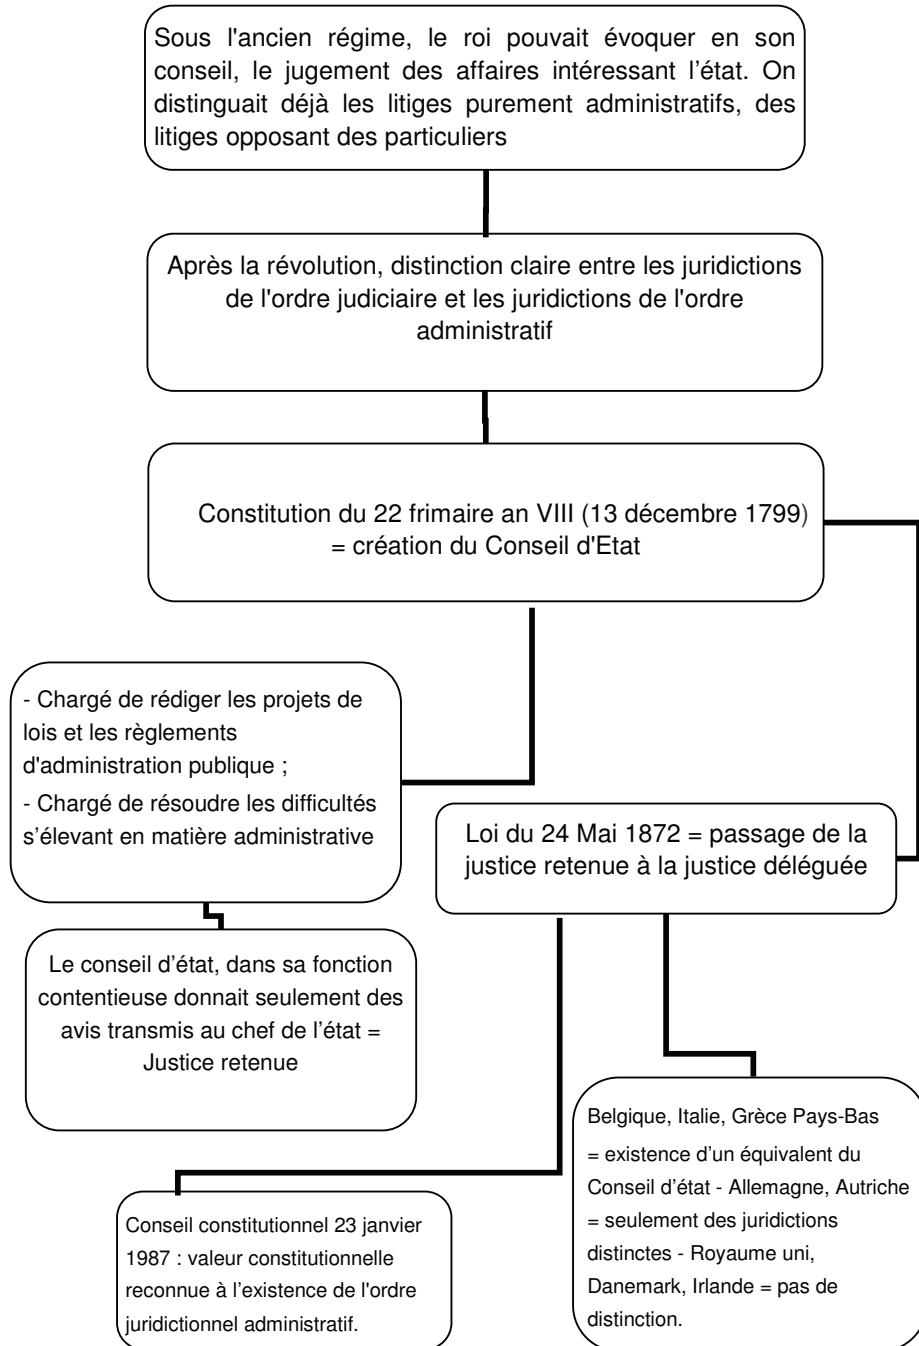 Sous l'ancien régime, le roi pouvait évoquer en son
conseil, le jugement des affaires intéressant l'état. On
distinguait déjà les litiges purement administratifs, des
litiges opposant des particuliers
Après la révolution, distinction claire entre les juridictions
de l'ordre judiciaire et les juridictions de l'ordre
administratif
Constitution du 22 frimaire an VIII (13 décembre 1799)
= création du Conseil d'Etat
- Chargé de rédiger les projets de
lois et les règlements
d'administration publique ;
- Chargé de résoudre les difficultés
s'élevant en matière administrative
Loi du 24 Mai 1872 = passage de la
justice retenue à la justice déléguée
Le conseil d'état, dans sa fonction
contentieuse donnait seulement des
avis transmis au chef de l'état =
Justice retenue
Belgique, Italie, Grèce Pays-Bas
= existence d'un équivalent du
Conseil d'état - Allemagne, Autriche
= seulement des juridictions
distinctes - Royaume uni,
Danemark, Irlande = pas de
distinction.
Conseil constitutionnel 23 janvier
1987 : valeur constitutionnelle
reconnue à l'existence de l'ordre
juridictionnel administratif.